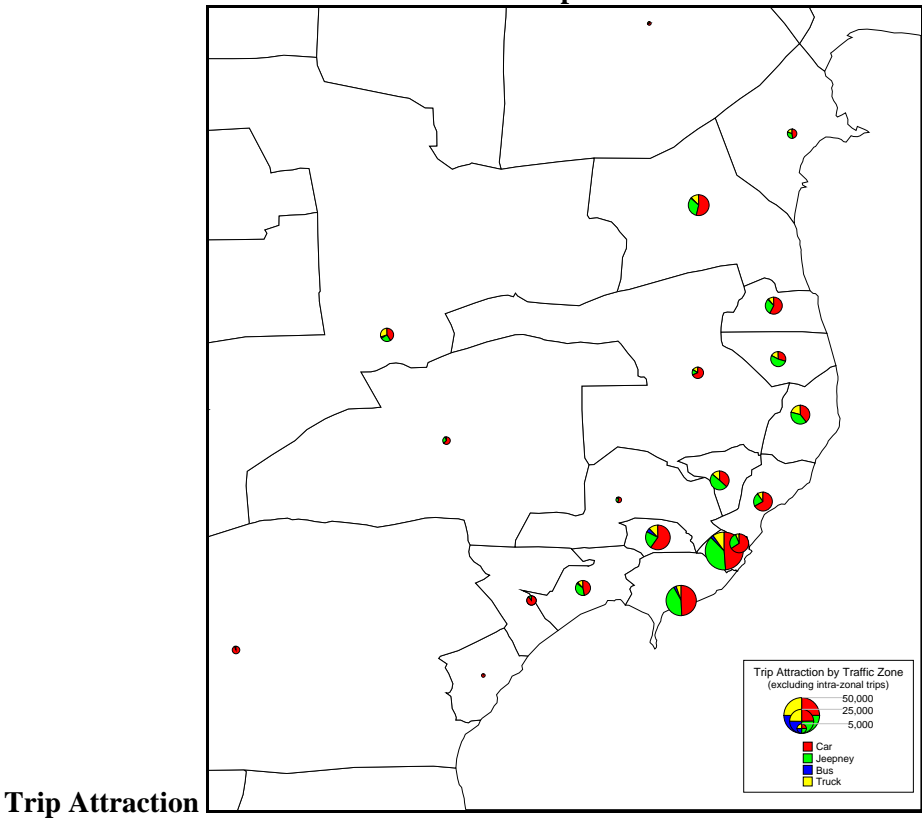 Trip Attraction by Traffic Zone
(excluding intra-zonal trips)
50,000
25,000
5,000
Car
Jeepney
Bus
Truck
Trip Attraction